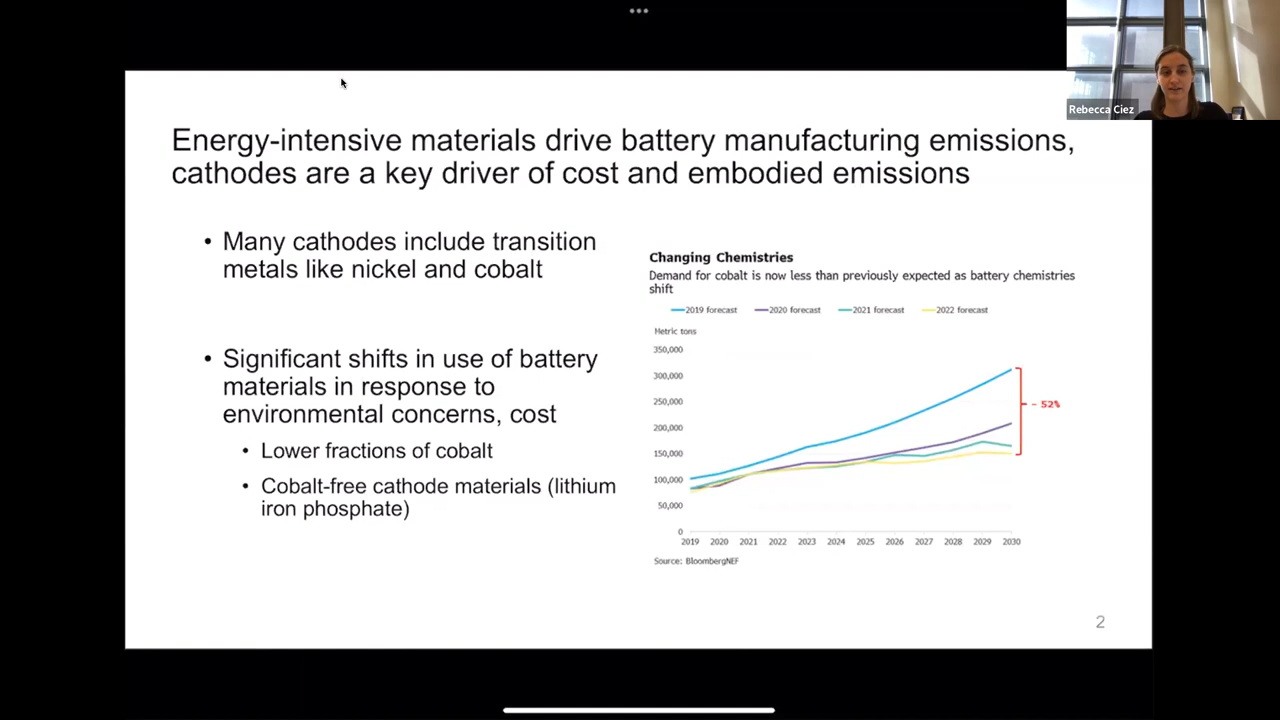 Rebecca Ciez
Energy-intensive materials drive battery manufacturing emissions,
cathodes are a key driver of cost and embodied emissions
• Many cathodes include transition
metals like nickel and cobalt
• Significant shifts in use of battery
materials in response to
environmental concerns, cost
• Lower fractions of cobalt
• Cobalt-free cathode materials (lithium
iron phosphate)
Changing Chemistries
Demand for cobalt is now less than previously expected as battery chemistries
shift
2019 forecast 2020 forecast 2021 forecast 2022 forecast
Metric tons
350,000
300,000
250,000
200,000
150,000
100,000
50,000
0
2019 2020 2021 2022 2023 2024 2025 2026 2027 2028 2029 2030
- 52%
Source: BloombergNEF
2